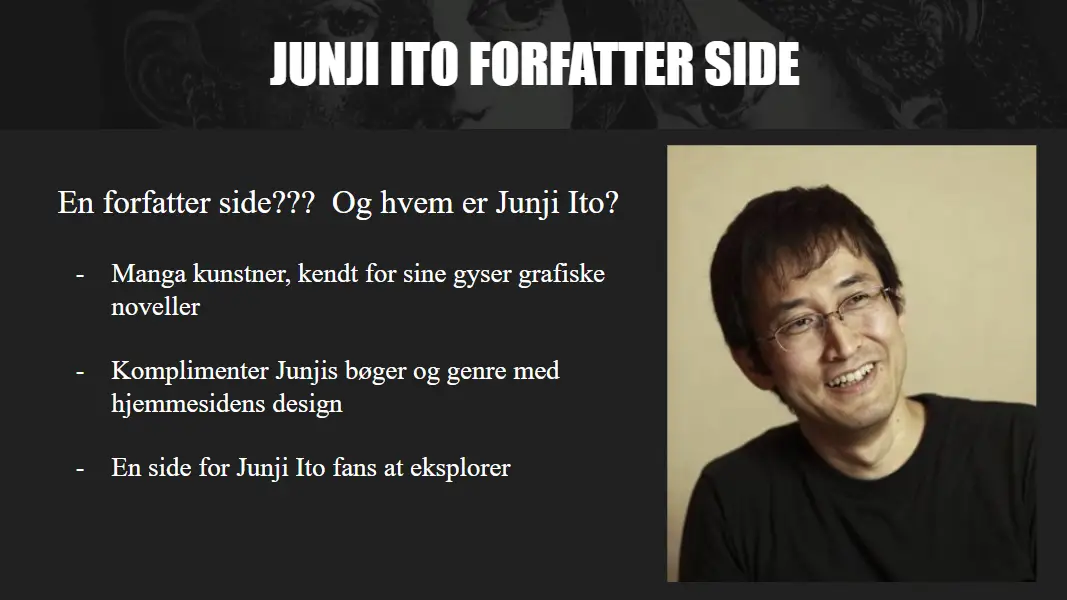 JUNJI ITO FORFATTER SIDE
En forfatter side???  Og hvem er Junji Ito?
- Manga kunstner, kendt for sine gyser grafiske
noveller
- Komplimenter Junjis bøger og genre med
hjemmesidens design
- En side for Junji Ito fans at eksplorer